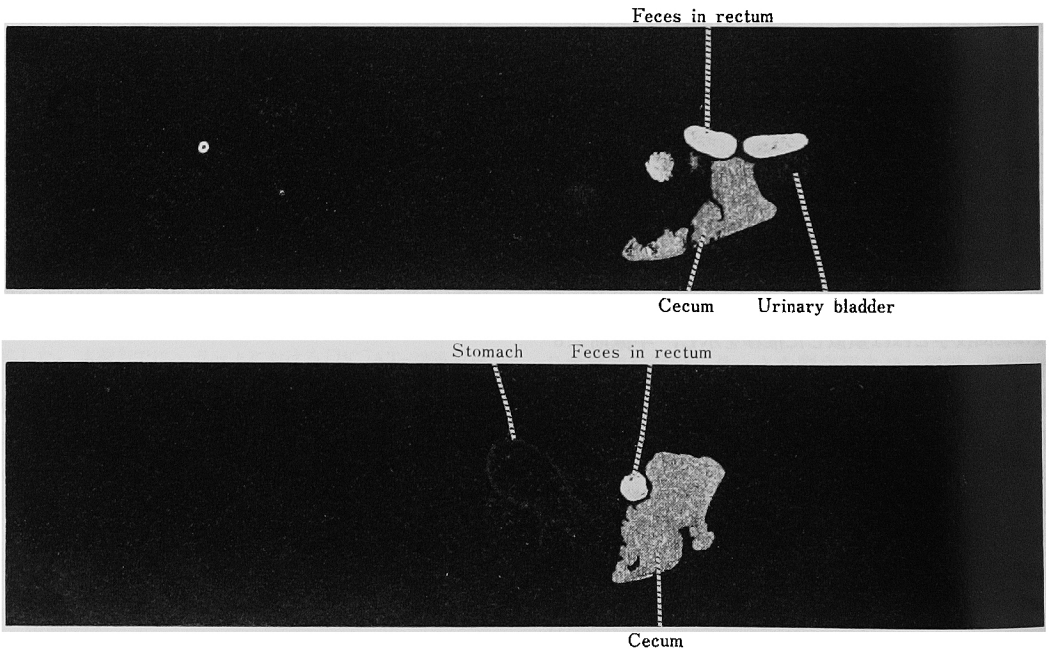 Feces in rectum
Cecum Urinary bladder
Stomach Feces in rectum
Cecum